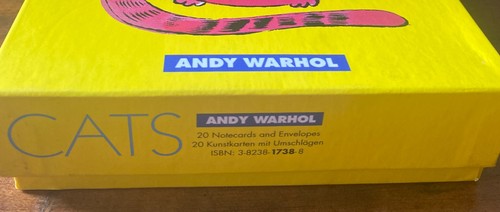 ANDY WARHOL
CATS
ANDY WARHOL
20 Notecards and Envelopes
20 Kunstkarten mit Umschlägen
ISBN: 3-8238-1738-8